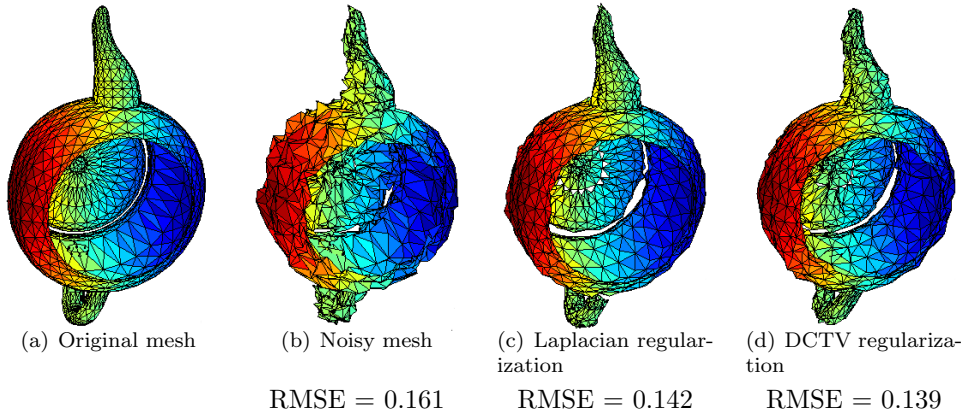 (a) Original mesh
(b) Noisy mesh
(c) Laplacian regular-
ization
(d) DCTV regulariza-
tion
RMSE = 0.161
RMSE = 0.142
RMSE = 0.139